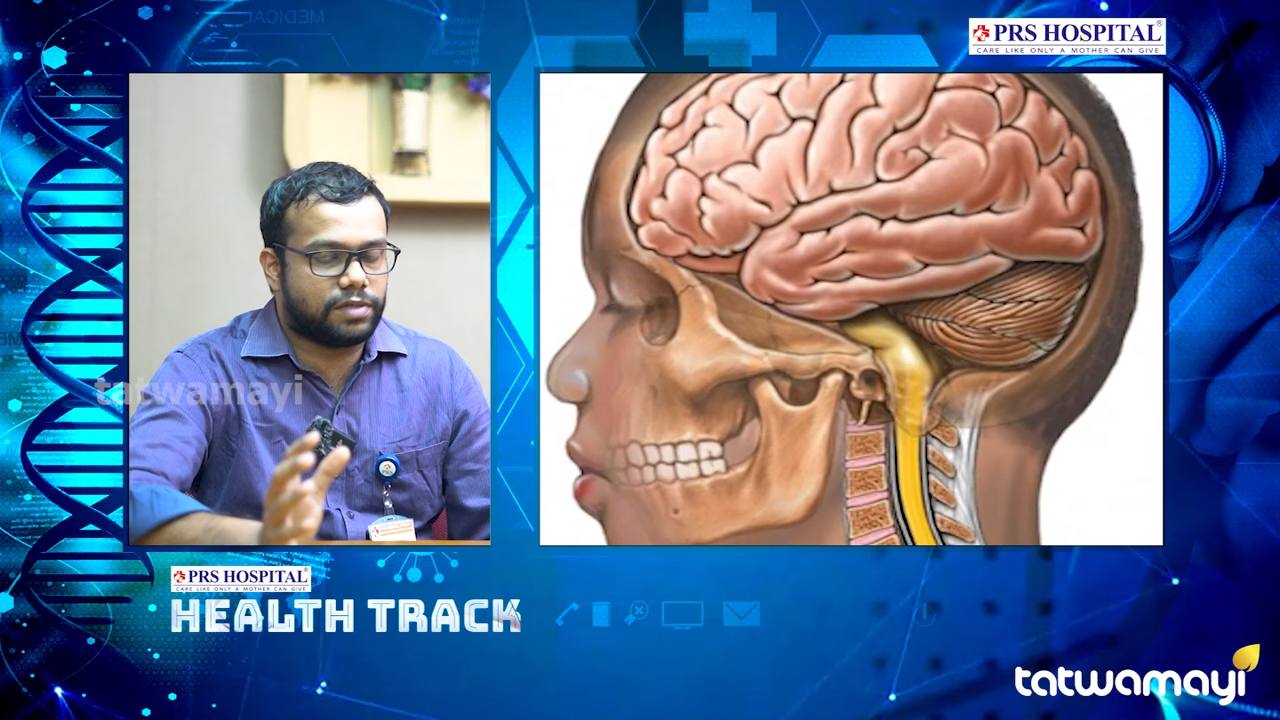 MEDICAL
PRS HOSPITAL®
CARE LIKE ONLY A MOTHER CAN GIVE
tatwamayi
PRS HOSPITAL®
CARE LIKE ONLY A MOTHER CAN GIVE
HEALTH TRACK
tatwamayi